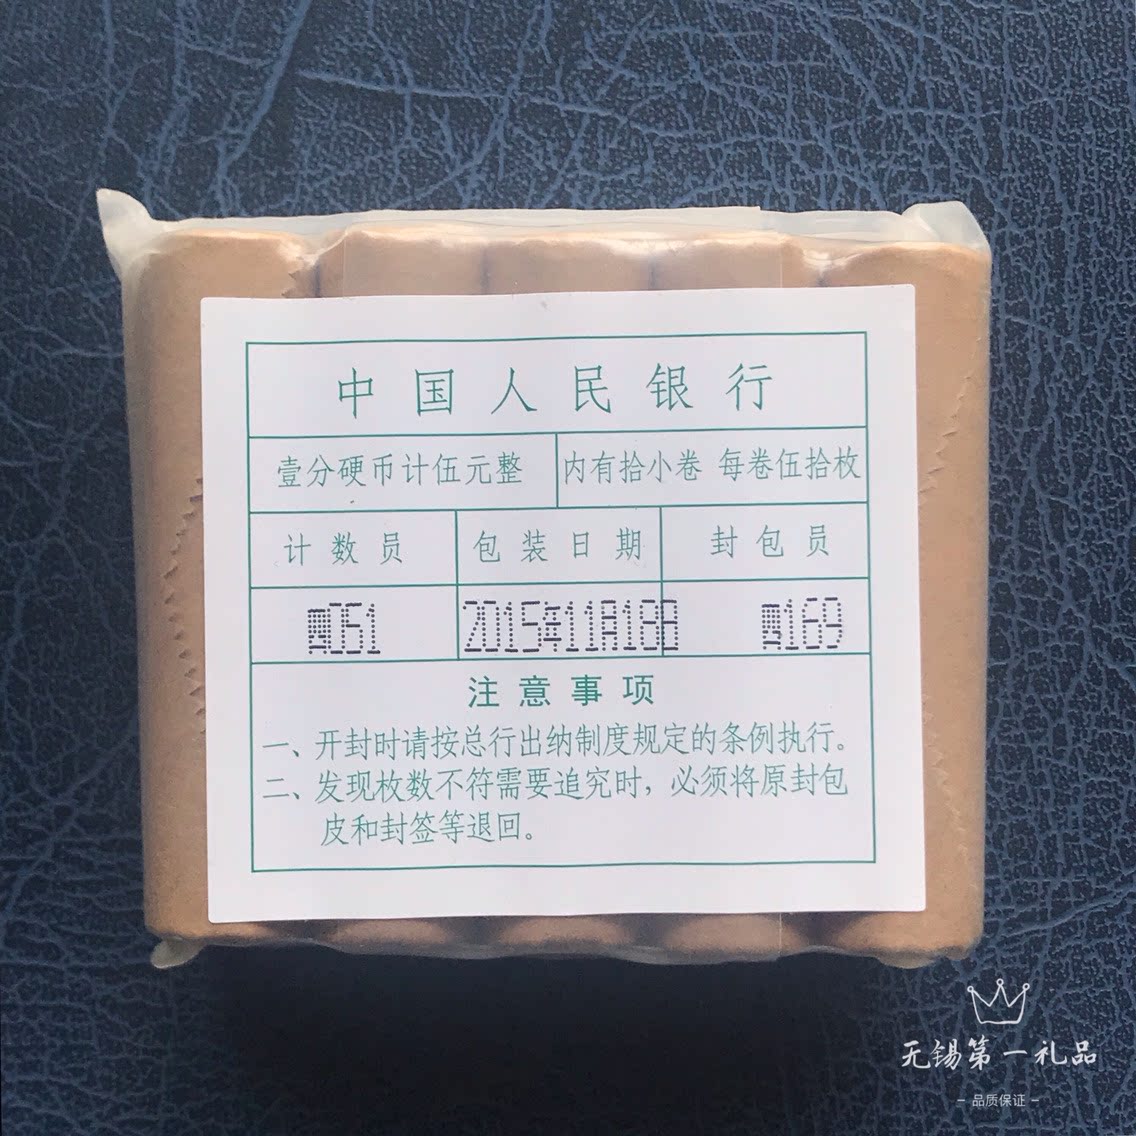 中国人民银行
壹分硬币计伍元整 内有拾小卷 每卷伍拾枚
计数员 包装日期 封包员
051 2015年11月18日 169
注意事项
一、开封时请按总行出纳制度规定的条例执行。
二、发现枚数不符需要追究时，必须将原封包
皮和封签等退回。
无锡第一礼品
- 品质保证 -